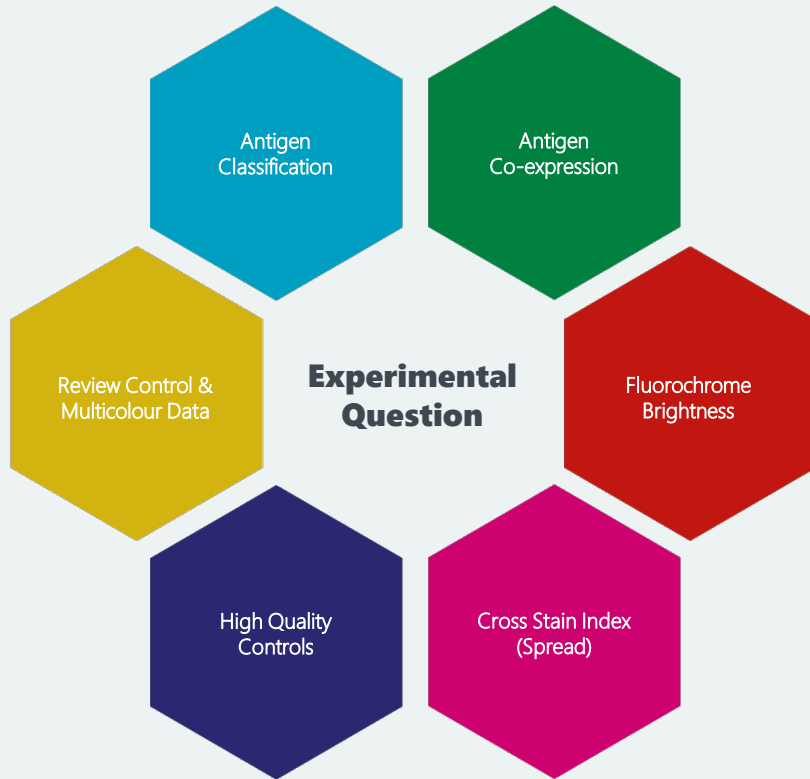 Antigen
Classification
Antigen
Co-expression
Review Control &
Multicolour Data
Experimental
Question
Fluorochrome
Brightness
High Quality
Controls
Cross Stain Index
(Spread)